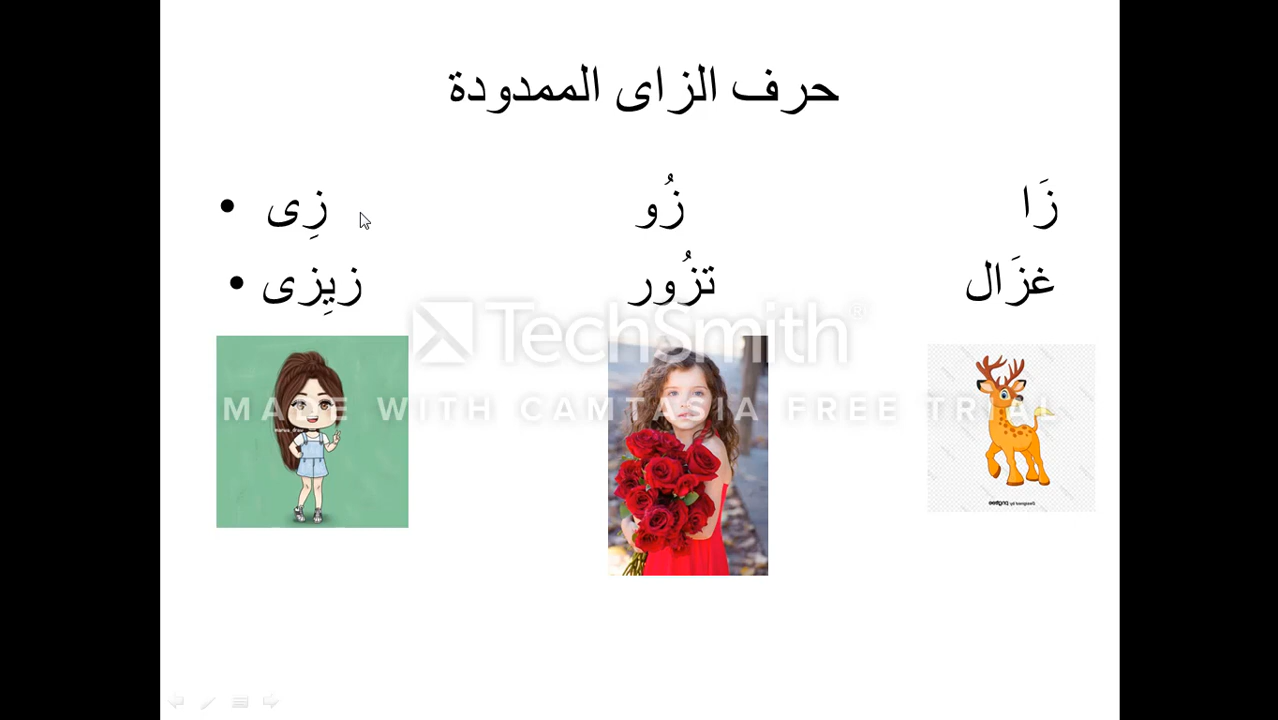 حرف الزاى الممدودة
زَا زُو زِى •
غزَال تزُور زيِزى •
TechSmith®
MADE WITH CAMTASIA FREE TRIAL